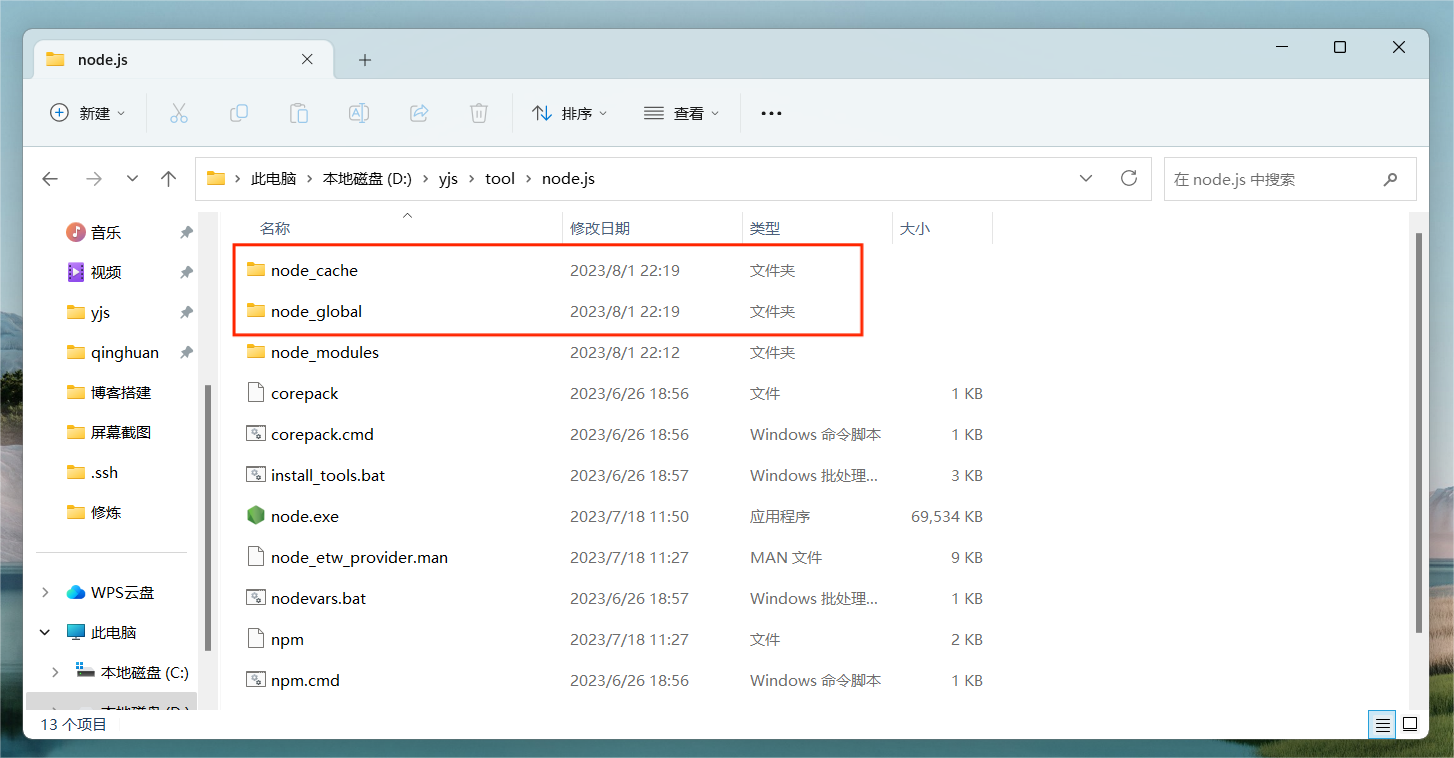 node.js
新建
排序
查看
此电脑 本地磁盘 (D:) yjs tool node.js
在 node.js 中搜索
音乐
视频
yjs
qinghuan
博客搭建
屏幕截图
.ssh
修炼
WPS云盘
此电脑
本地磁盘 (C:)
本地磁盘 (D:)
名称 修改日期 类型 大小
node_cache 2023/8/1 22:19 文件夹
node_global 2023/8/1 22:19 文件夹
node_modules 2023/8/1 22:12 文件夹
corepack 2023/6/26 18:56 文件 1 KB
corepack.cmd 2023/6/26 18:56 Windows 命令脚本 1 KB
install_tools.bat 2023/6/26 18:57 Windows 批处理... 3 KB
node.exe 2023/7/18 11:50 应用程序 69,534 KB
node_etw_provider.man 2023/7/18 11:27 MAN 文件 9 KB
nodevars.bat 2023/6/26 18:57 Windows 批处理... 1 KB
npm 2023/7/18 11:27 文件 2 KB
npm.cmd 2023/6/26 18:56 Windows 命令脚本 1 KB
13 个项目